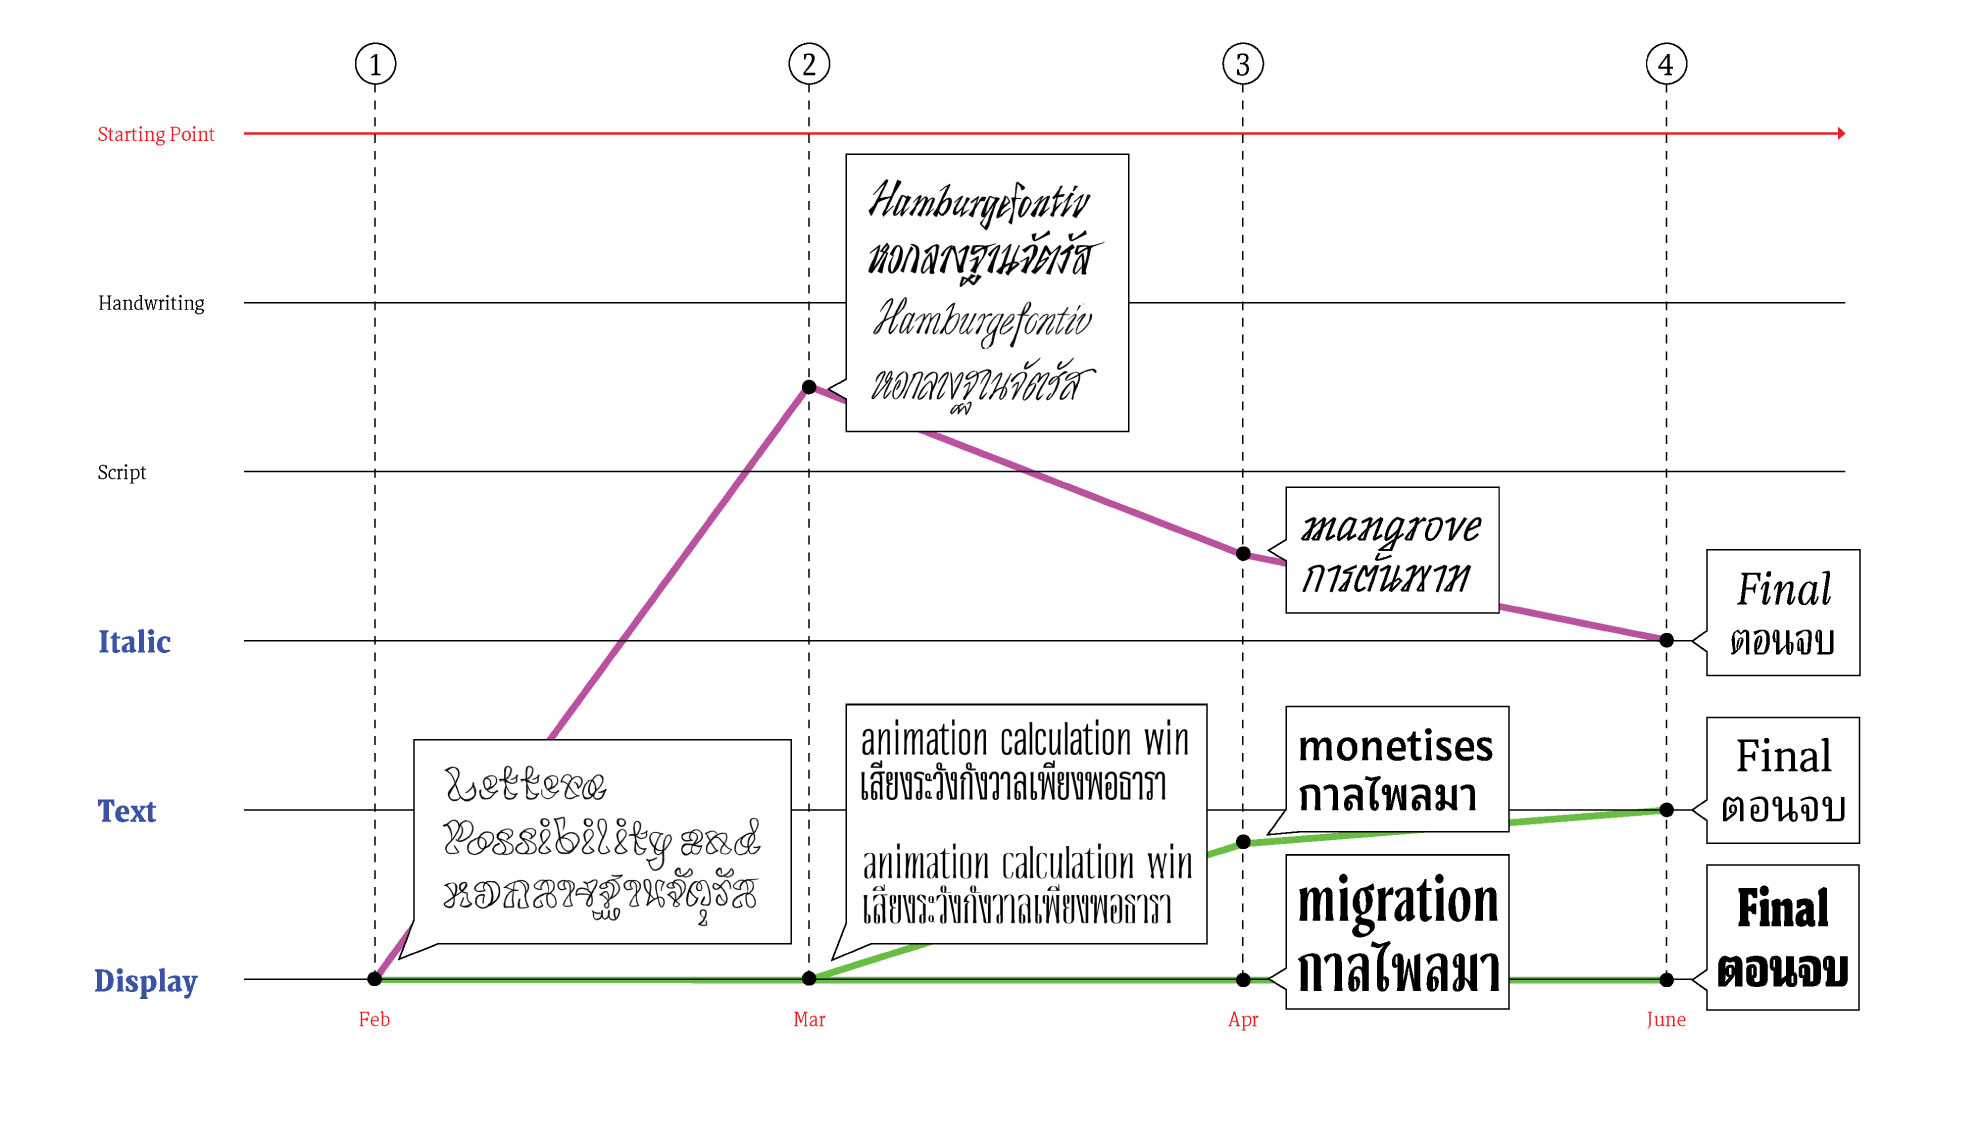 1
2
3
4
Starting Point
Hamburgefontiv
หอกลางฐานจัตุรัส
Hamburgefontiv
หอกลางฐานจัตุรัส
Handwriting
Script
mangrove
การตันพาท
Final
ตอนจบ
Italic
animation calculation win
เสียงระวังกังวาลเพียงพอธารา
animation calculation win
เสียงระวังกังวาลเพียงพอธารา
monetises
กาลไพลมา
Final
ตอนจบ
Letters
Possibility and
หอกลางฐานจัตุรัส
Text
migration
กาลไพลมา
Final
ตอนจบ
Display
Feb
Mar
Apr
June